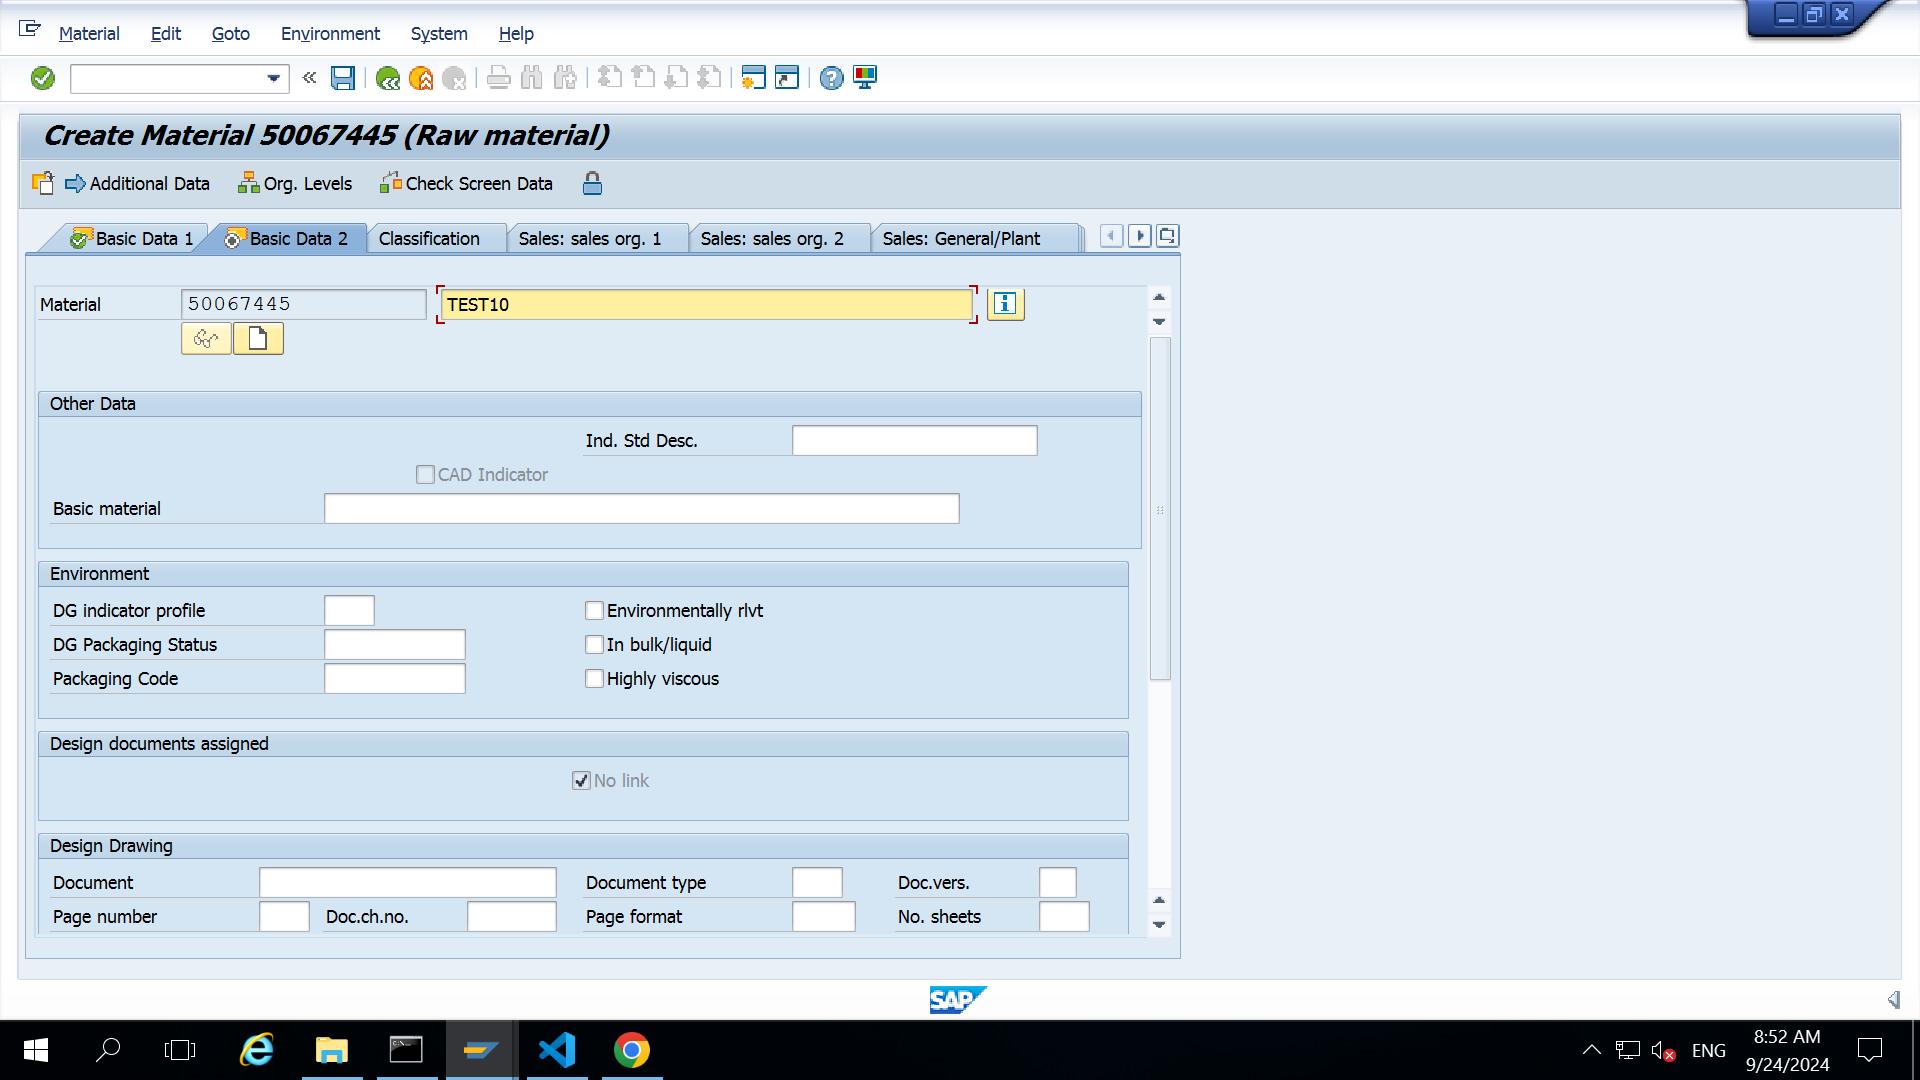 Material Edit Goto Environment System Help
Create Material 50067445 (Raw material)
Additional Data Org. Levels Check Screen Data
Basic Data 1 Basic Data 2 Classification Sales: sales org. 1 Sales: sales org. 2 Sales: General/Plant
Material 50067445 TEST10
Other Data
Ind. Std Desc.
CAD Indicator
Basic material
Environment
DG indicator profile Environmentally rlvt
DG Packaging Status In bulk/liquid
Packaging Code Highly viscous
Design documents assigned
No link
Design Drawing
Document Document type Doc.vers.
Page number Doc.ch.no. Page format No. sheets
SAP
8:52 AM
ENG
9/24/2024